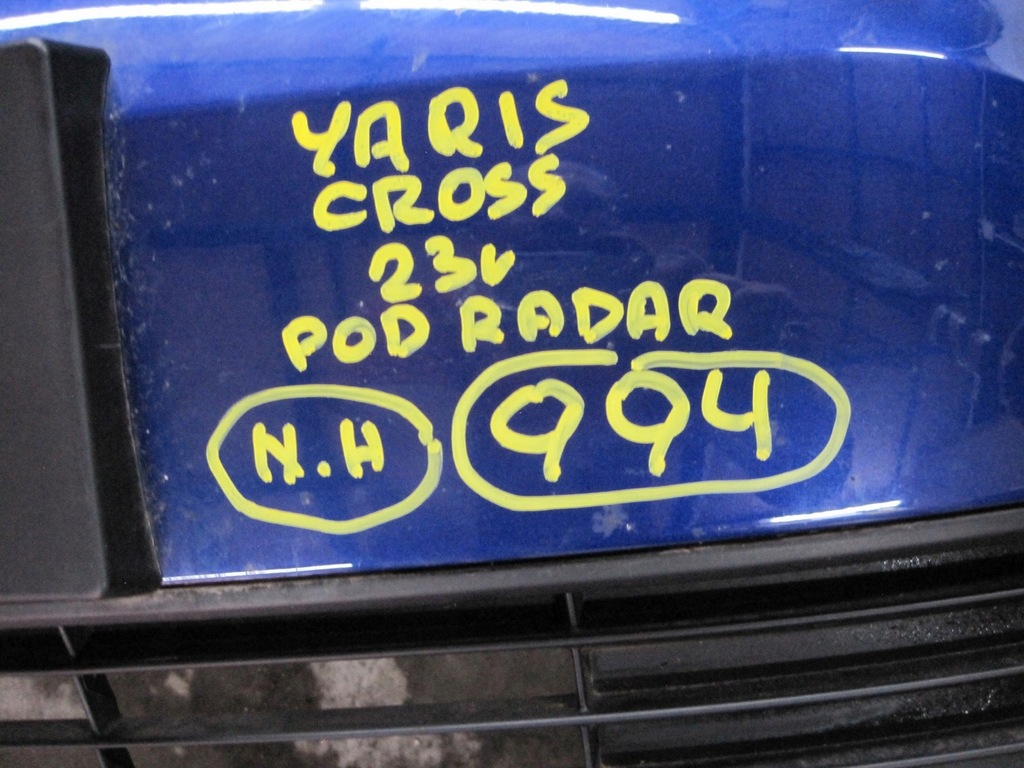 YARIS
CROSS
23v
POD RADAR
N.H 994